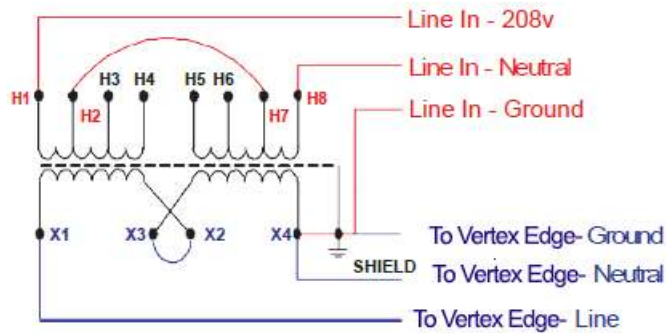 Line In - 208v
Line In - Neutral
Line In - Ground
H3 H4 H5 H6
H1 H2 H7 H8
X1 X3 X2 X4
To Vertex Edge- Ground
SHIELD To Vertex Edge- Neutral
To Vertex Edge- Line